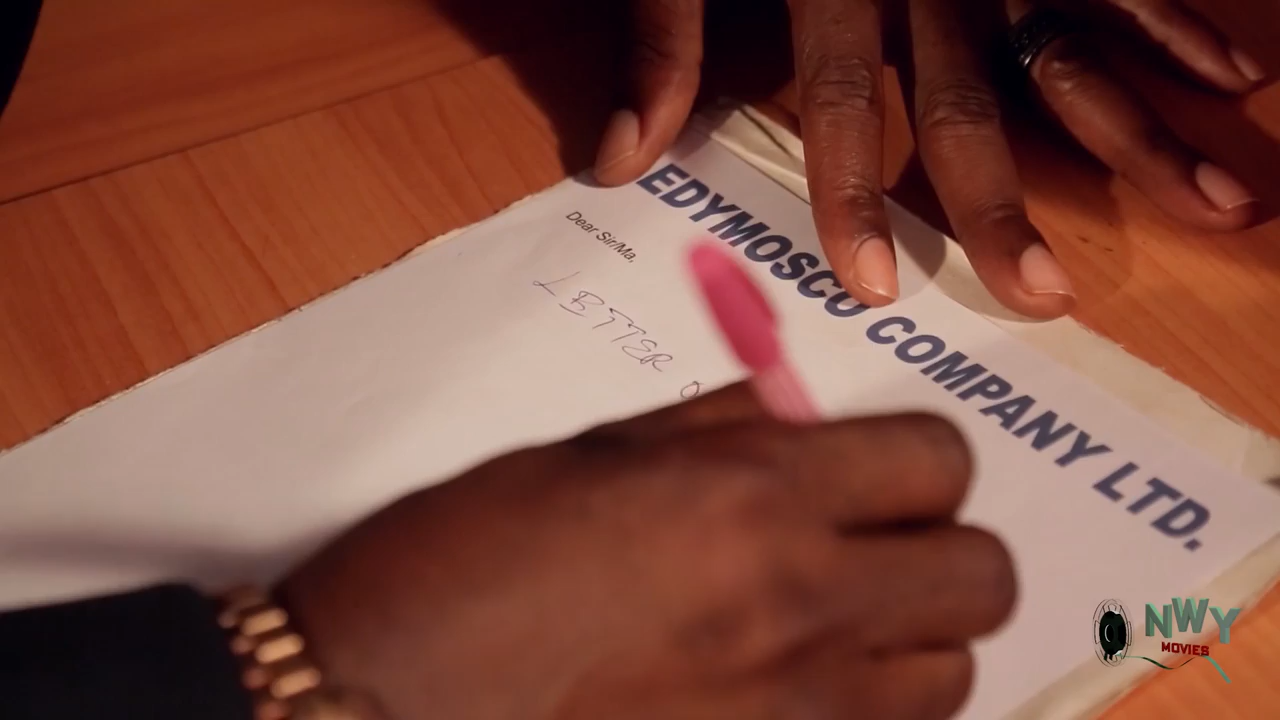 EDYMOSCO COMPANY LTD.
Dear Sir/Ma,
LETTER
NWY
MOVIES